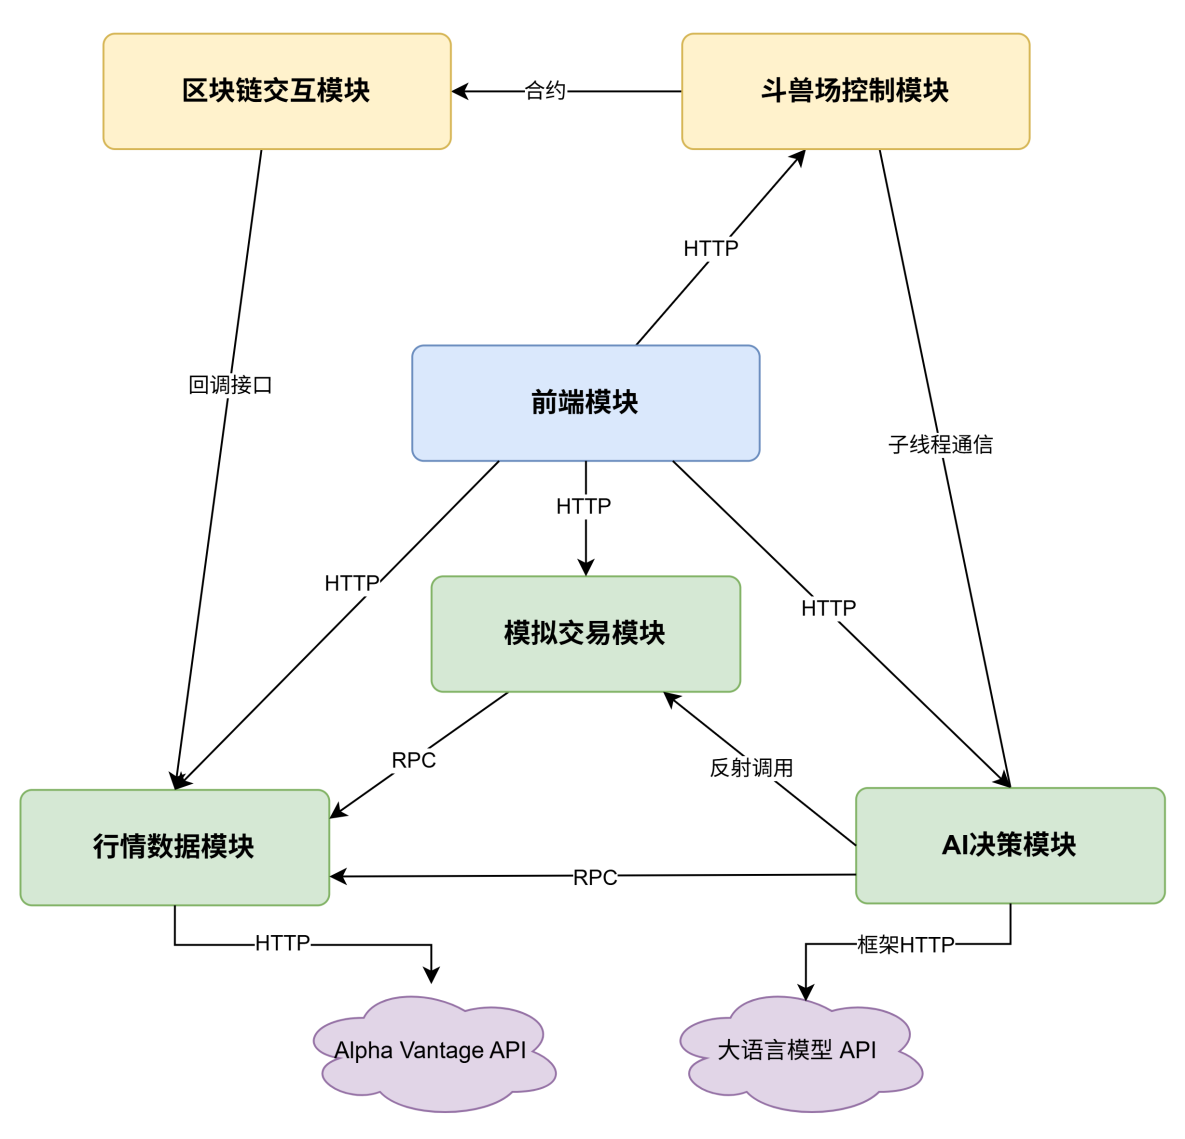 区块链交互模块
合约
斗兽场控制模块
HTTP
回调接口
前端模块
子线程通信
HTTP
HTTP
HTTP
模拟交易模块
RPC
反射调用
行情数据模块
RPC
AI决策模块
HTTP
框架HTTP
Alpha Vantage API
大语言模型 API